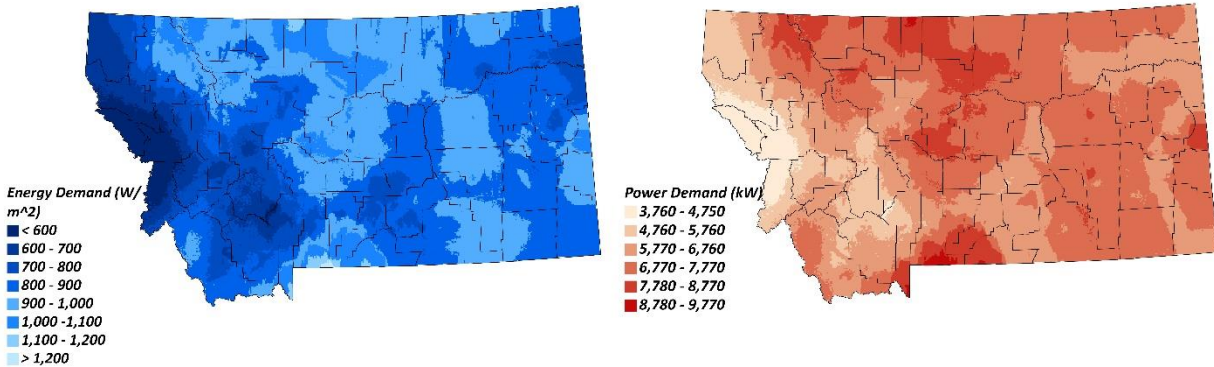 Energy Demand (W/
m^2)
< 600
600 - 700
700 - 800
800 - 900
900 - 1,000
1,000 -1,100
1,100 - 1,200
> 1,200
Power Demand (kW)
3,760 - 4,750
4,760 - 5,760
5,770 - 6,760
6,770 - 7,770
7,780 - 8,770
8,780 - 9,770